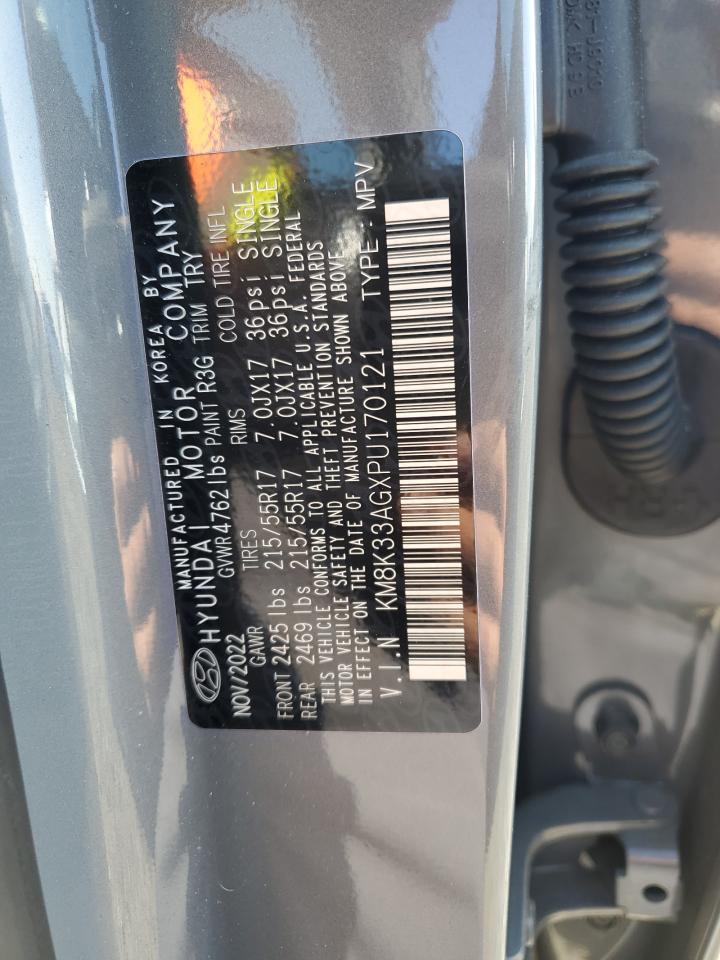 MANUFACTURED IN KOREA BY
HYUNDAI MOTOR COMPANY
NOV/2022 GVWR4762lbs PAINT R3G TRIM TRY
GAWR TIRES RIMS COLD TIRE INFL
FRONT 2425 lbs 215/55R17 7.0JX17 36psi SINGLE
REAR 2469 lbs 215/55R17 7.0JX17 36psi SINGLE
THIS VEHICLE CONFORMS TO ALL APPLICABLE U.S.A. FEDERAL
MOTOR VEHICLE SAFETY AND THEFT PREVENTION STANDARDS
IN EFFECT ON THE DATE OF MANUFACTURE SHOWN ABOVE
V.I.N KM8K33AGXPU170121 TYPE : MPV